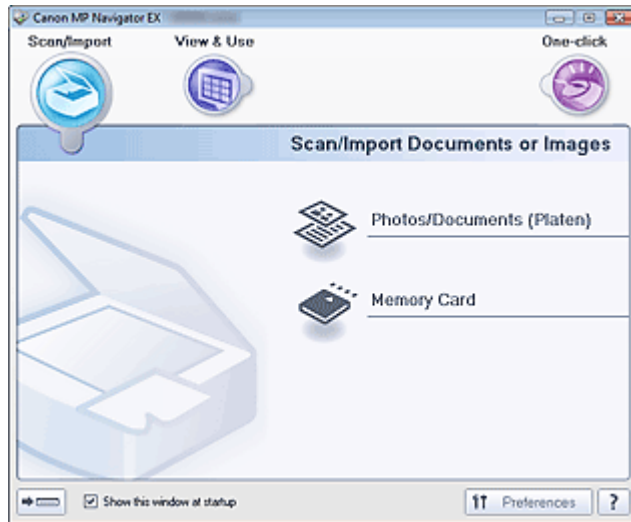 Canon MP Navigator EX
Scan/Import
View & Use
One-click
Scan/Import Documents or Images
Photos/Documents (Platen)
Memory Card
Show this window at startup
Preferences
?